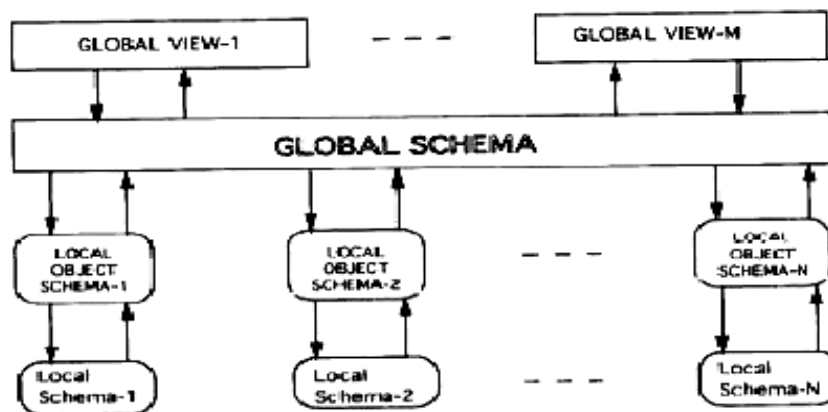 GLOBAL VIEW-1
GLOBAL VIEW-M
GLOBAL SCHEMA
LOCAL
OBJECT
SCHEMA-1
LOCAL
OBJECT
SCHEMA-2
LOCAL
OBJECT
SCHEMA-N
Local
Schema-1
Local
Schema-2
Local
Schema-N